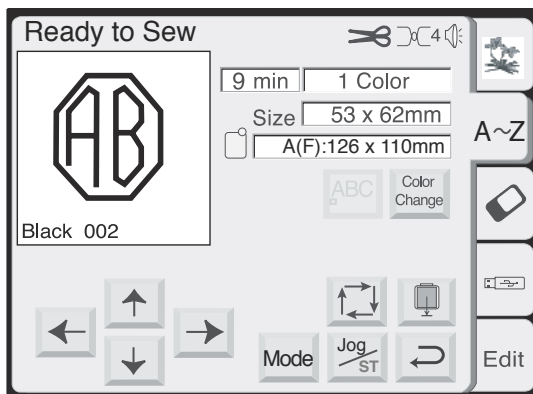 Ready to Sew
4
AB
Black 002
9 min
1 Color
Size
53 x 62mm
A(F):126 x 110mm
ABC
Color
Change
Mode
Jog
ST
A~Z
Edit